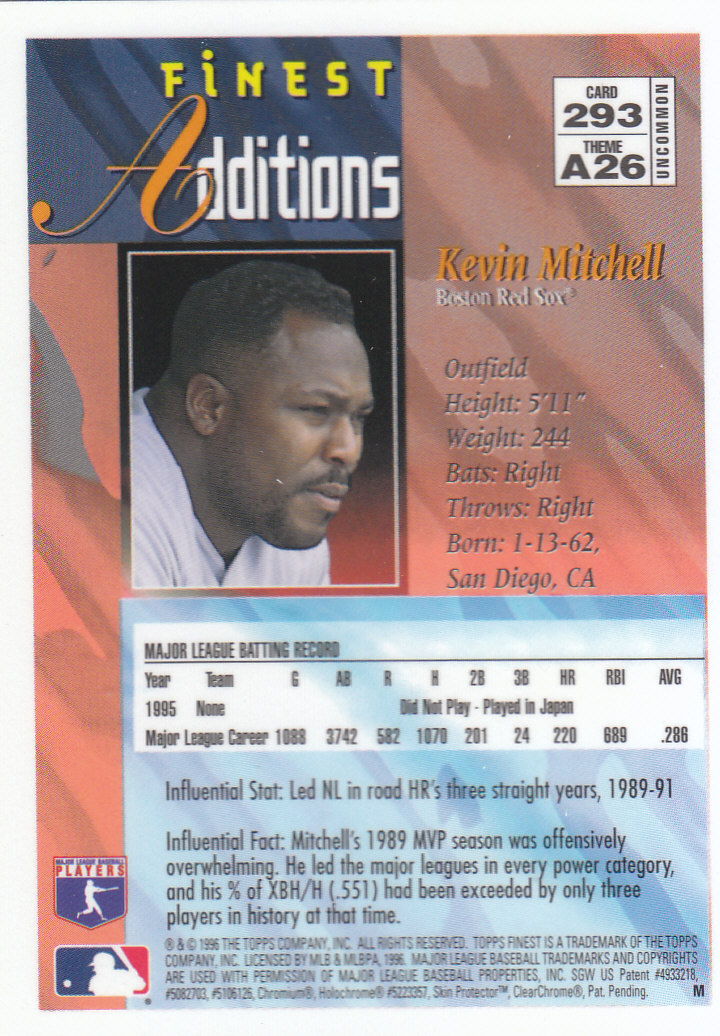 FiNEST
Additions
CARD
293
THEME
A26
UNCOMMON
Kevin Mitchell
Boston Red Sox®
Outfield
Height: 5'11"
Weight: 244
Bats: Right
Throws: Right
Born: 1-13-62,
San Diego, CA
MAJOR LEAGUE BATTING RECORD
Year Team G AB R H 2B 3B HR RBI AVG
1995 None Did Not Play - Played in Japan
Major League Career 1088 3742 582 1070 201 24 220 689 .286
Influential Stat: Led NL in road HR's three straight years, 1989-91
Influential Fact: Mitchell's 1989 MVP season was offensively
overwhelming. He led the major leagues in every power category,
and his % of XBH/H (.551) had been exceeded by only three
players in history at that time.
MAJOR LEAGUE BASEBALL
PLAYERS
® & © 1996 THE TOPPS COMPANY, INC. ALL RIGHTS RESERVED. TOPPS FINEST IS A TRADEMARK OF THE TOPPS
COMPANY, INC. LICENSED BY MLB & MLBPA, 1996. MAJOR LEAGUE BASEBALL TRADEMARKS AND COPYRIGHTS
ARE USED WITH PERMISSION OF MAJOR LEAGUE BASEBALL PROPERTIES, INC. SGW US Patent #4933218,
#5082703, #5106126, Chromium®, Holochrome® #5223357, Skin Protector™, ClearChrome®, Pat. Pending. M